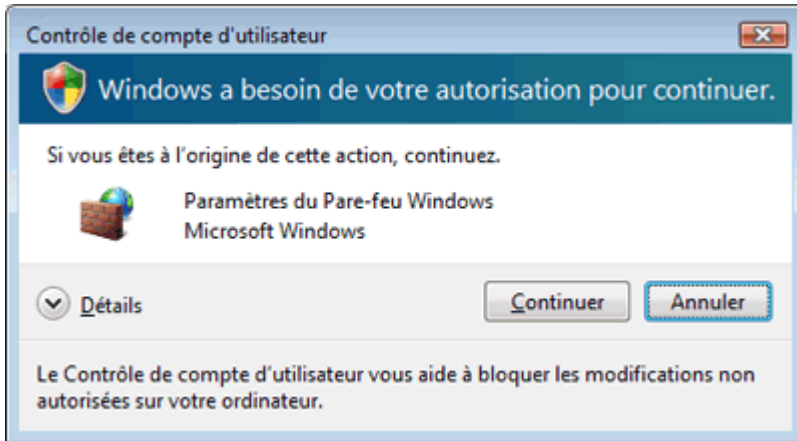 Contrôle de compte d'utilisateur
Windows a besoin de votre autorisation pour continuer.
Si vous êtes à l'origine de cette action, continuez.
Paramètres du Pare-feu Windows
Microsoft Windows
Détails
Continuer
Annuler
Le Contrôle de compte d'utilisateur vous aide à bloquer les modifications non
autorisées sur votre ordinateur.